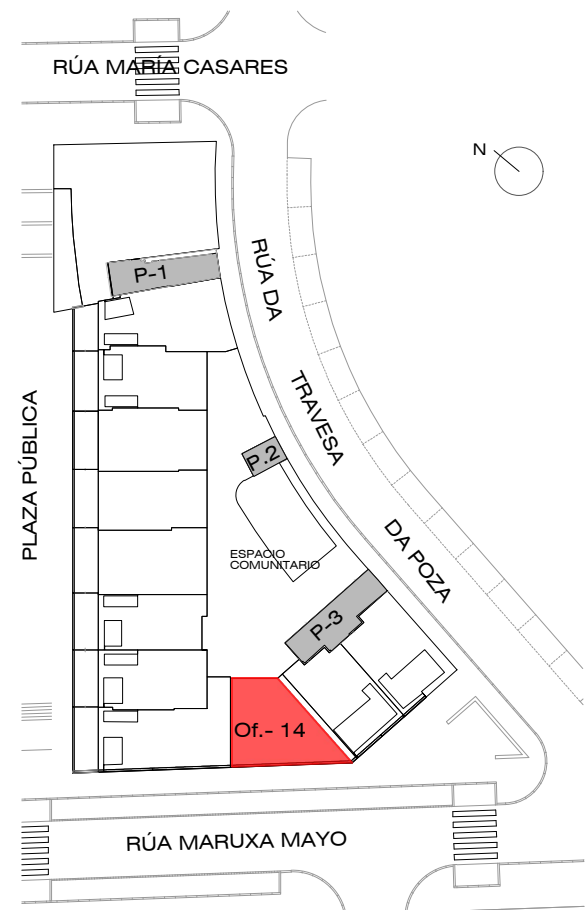 RÚA MARÍA CASARES
N
P-1
RÚA DA
TRAVESA
DA POZA
PLAZA PÚBLICA
P.2
ESPACIO
COMUNITARIO
P-3
Of.- 14
RÚA MARUXA MAYO